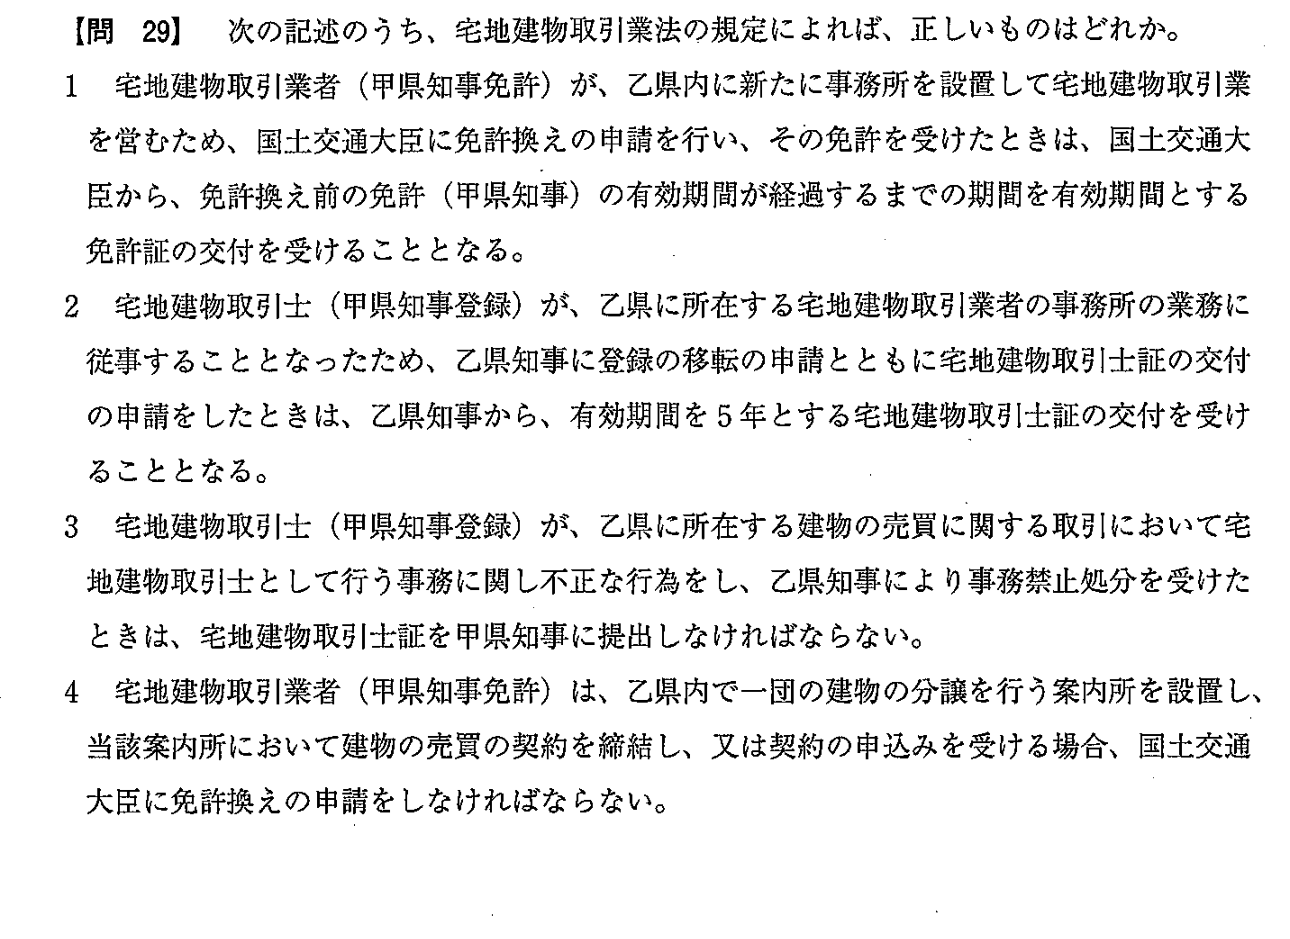 【問　29】　次の記述のうち、宅地建物取引業法の規定によれば、正しいものはどれか。
1　宅地建物取引業者（甲県知事免許）が、乙県内に新たに事務所を設置して宅地建物取引業
を営むため、国土交通大臣に免許換えの申請を行い、その免許を受けたときは、国土交通大
臣から、免許換え前の免許（甲県知事）の有効期間が経過するまでの期間を有効期間とする
免許証の交付を受けることとなる。
2　宅地建物取引士（甲県知事登録）が、乙県に所在する宅地建物取引業者の事務所の業務に
従事することとなったため、乙県知事に登録の移転の申請とともに宅地建物取引士証の交付
の申請をしたときは、乙県知事から、有効期間を5年とする宅地建物取引士証の交付を受け
ることとなる。
3　宅地建物取引士（甲県知事登録）が、乙県に所在する建物の売買に関する取引において宅
地建物取引士として行う事務に関し不正な行為をし、乙県知事により事務禁止処分を受けた
ときは、宅地建物取引士証を甲県知事に提出しなければならない。
4　宅地建物取引業者（甲県知事免許）は、乙県内で一団の建物の分譲を行う案内所を設置し、
当該案内所において建物の売買の契約を締結し、又は契約の申込みを受ける場合、国土交通
大臣に免許換えの申請をしなければならない。